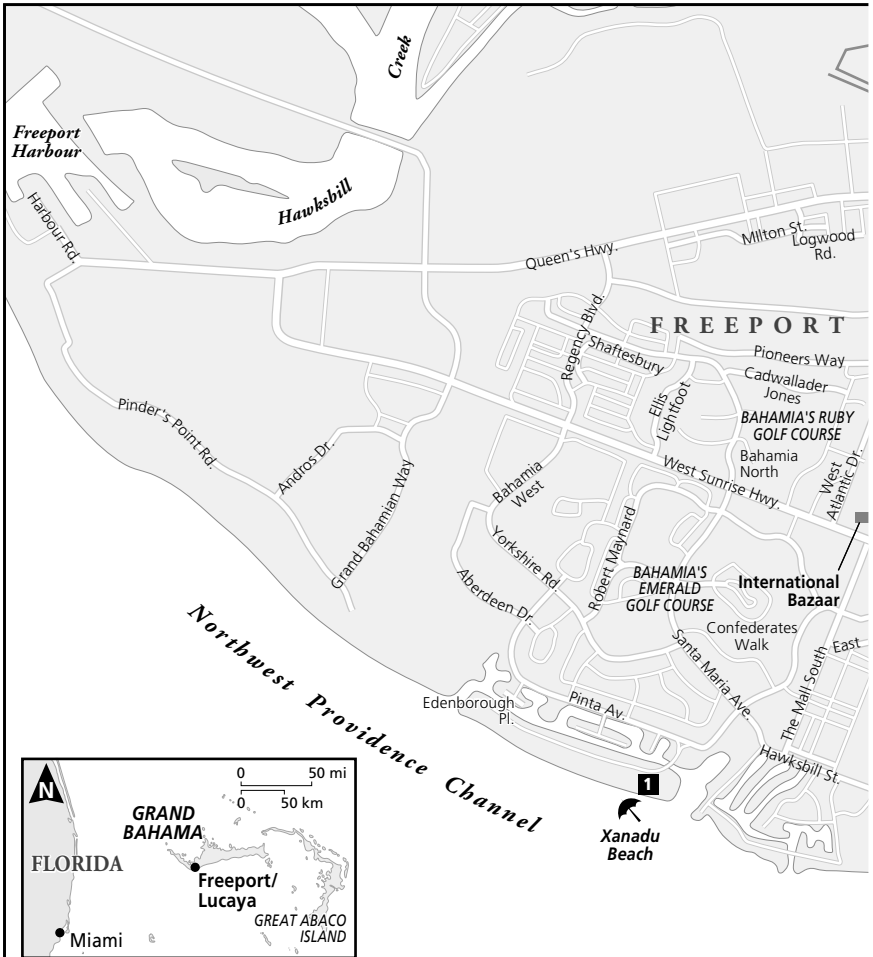 Creek
Freeport
Harbour
Hawksbill
Harbour Rd.
Queen's Hwy.
MIlton St.
Logwood
Rd.
FREEPORT
Regency Blvd.
Shaftesbury
Pioneers Way
Cadwallader
Jones
Ellis
Lightfoot
BAHAMIA'S RUBY
GOLF COURSE
Pinder's Point Rd.
Andros Dr.
Grand Bahamian Way
Bahamia
West
West Sunrise Hwy.
Bahamia
North
West
Atlantic Dr.
Yorkshire Rd.
Robert Maynard
Aberdeen Dr.
BAHAMIA'S
EMERALD
GOLF COURSE
International
Bazaar
Confederates
Walk
Santa Maria Ave.
The Mall South
East
Northwest Providence Channel
Edenborough
Pl.
Pinta Av.
Hawksbill St.
1
Xanadu
Beach
N
0 50 mi
0 50 km
GRAND
BAHAMA
FLORIDA
Freeport/
Lucaya
GREAT ABACO
ISLAND
Miami